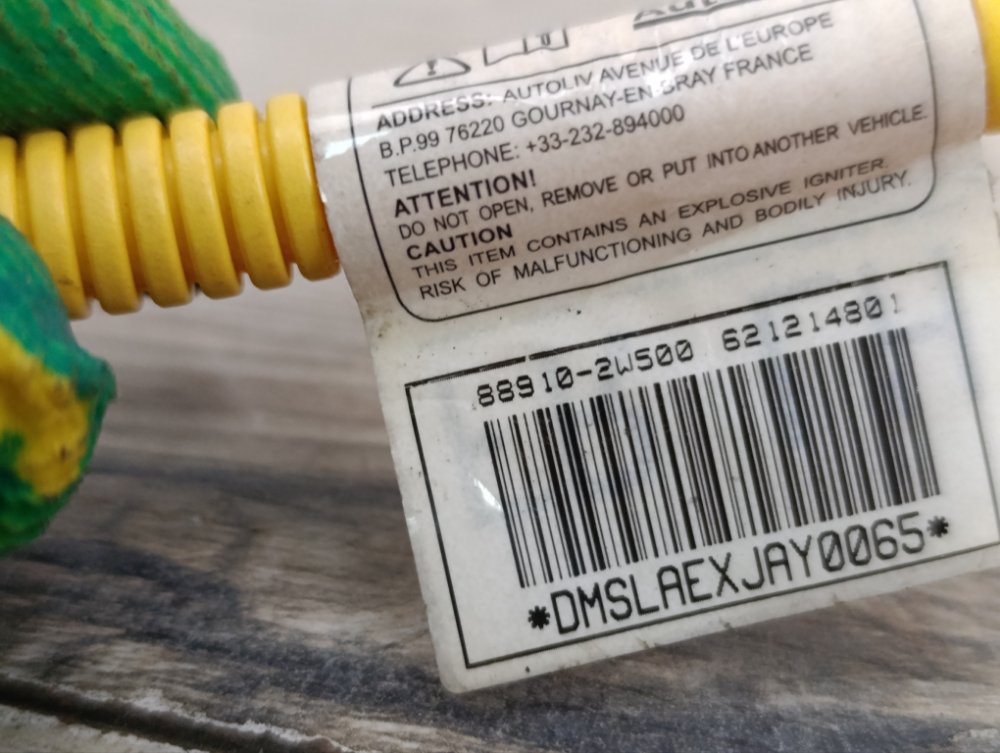 ADDRESS: AUTOLIV AVENUE DE L'EUROPE
B.P.99 76220 GOURNAY-EN-BRAY FRANCE
TELEPHONE: +33-232-894000
ATTENTION!
DO NOT OPEN, REMOVE OR PUT INTO ANOTHER VEHICLE.
CAUTION
THIS ITEM CONTAINS AN EXPLOSIVE IGNITER.
RISK OF MALFUNCTIONING AND BODILY INJURY.
88910-2W500 621214801
*DMSLAEXJAY0065*